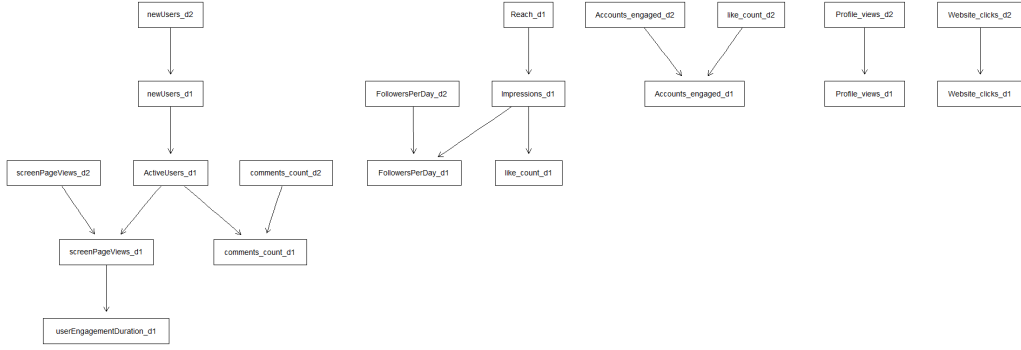 newUsers_d2
Reach_d1
Accounts_engaged_d2
like_count_d2
Profile_views_d2
Website_clicks_d2
newUsers_d1
FollowersPerDay_d2
Impressions_d1
Accounts_engaged_d1
Profile_views_d1
Website_clicks_d1
screenPageViews_d2
ActiveUsers_d1
comments_count_d2
FollowersPerDay_d1
like_count_d1
screenPageViews_d1
comments_count_d1
userEngagementDuration_d1